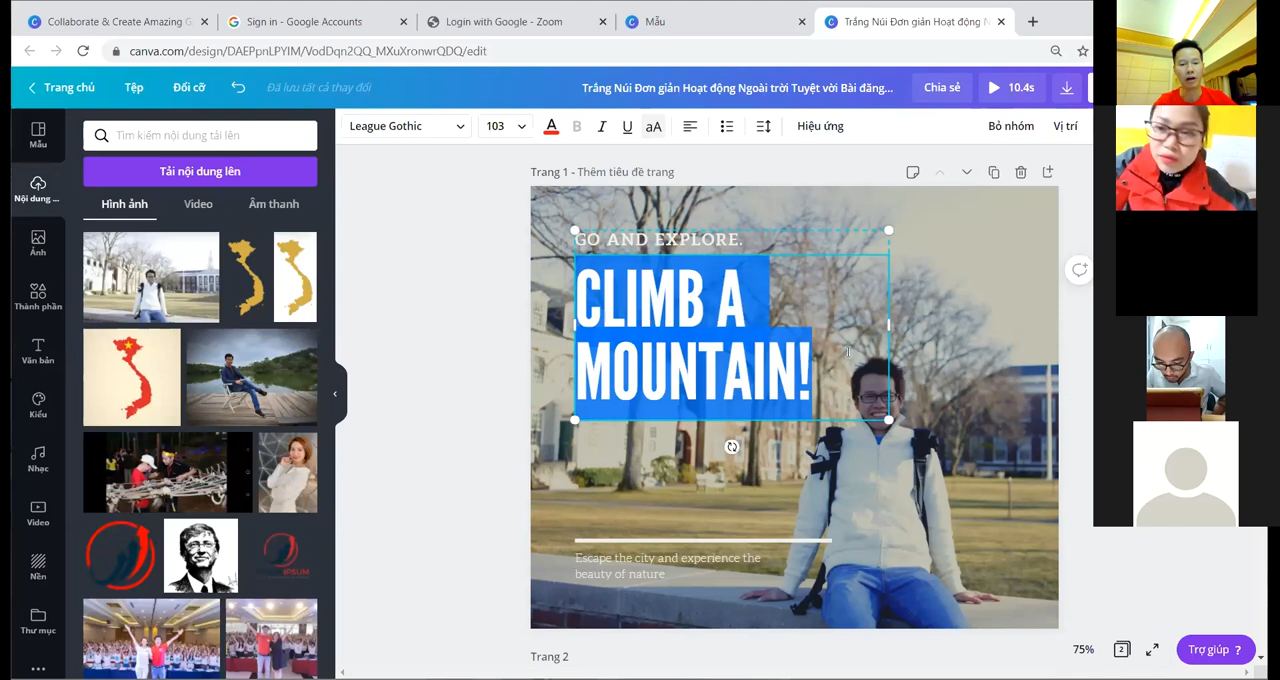 Collaborate & Create Amazing G
Sign in - Google Accounts
Login with Google - Zoom
Mẫu
Trắng Núi Đơn giản Hoạt động N
canva.com/design/DAEPpnLPYIM/VodDqn2QQ_MXuXronwrQDQ/edit
Trang chủ
Tệp
Đổi cỡ
Đã lưu tất cả thay đổi
Trắng Núi Đơn giản Hoạt động Ngoài trời Tuyệt vời Bài đăng...
Chia sẻ
10.4s
Mẫu
Nội dung ...
Ảnh
Thành phần
Văn bản
Kiểu
Nhạc
Video
Nền
Thư mục
Tìm kiếm nội dung tải lên
Tải nội dung lên
Hình ảnh
Video
Âm thanh
IPSUM
League Gothic
103
A
B
I
U
aA
Hiệu ứng
Bỏ nhóm
Vị trí
Trang 1 - Thêm tiêu đề trang
GO AND EXPLORE.
CLIMB A
MOUNTAIN!
Escape the city and experience the
beauty of nature
Trang 2
75%
2
Trợ giúp ?